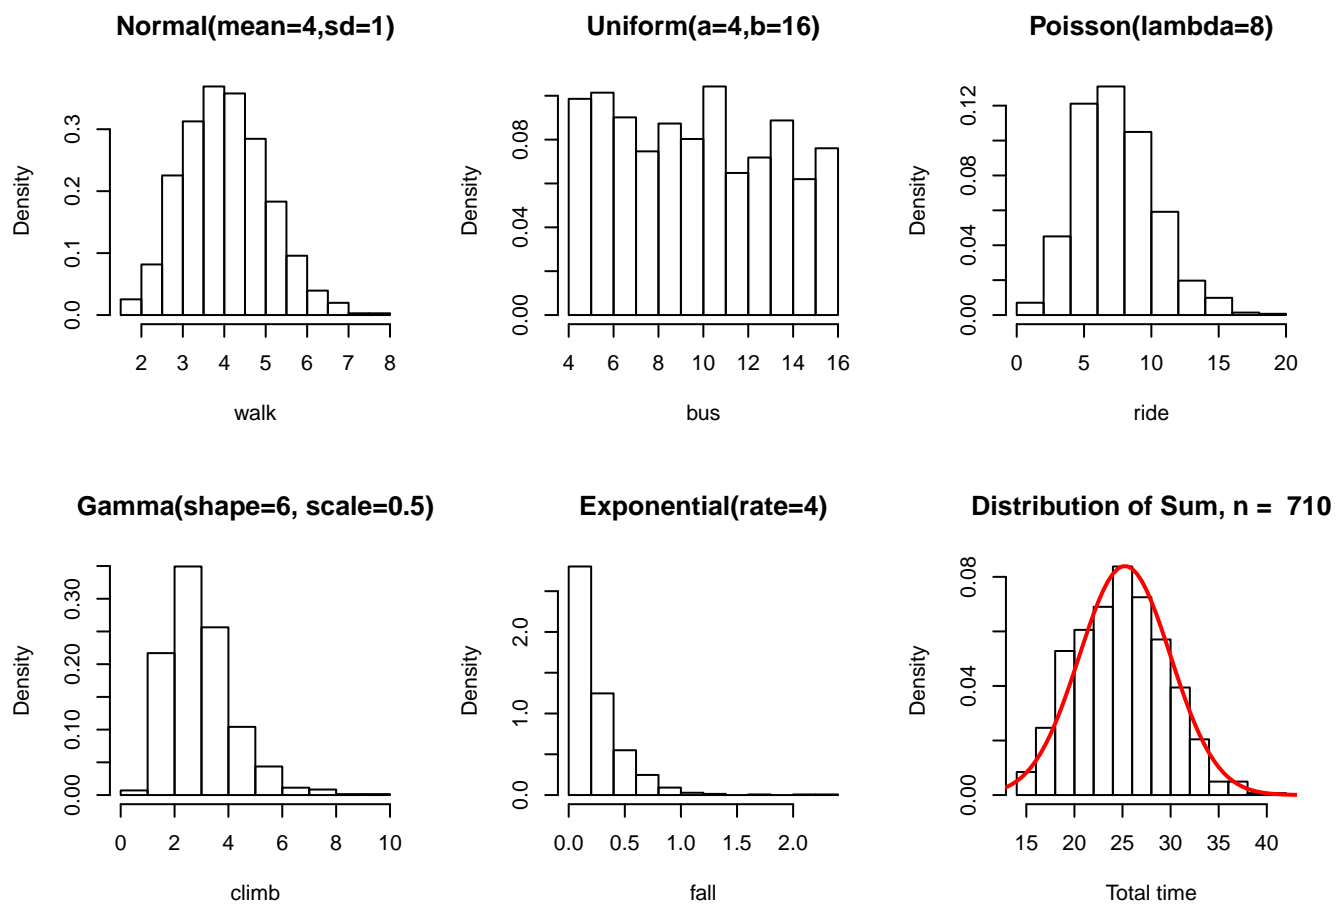 Normal(mean=4,sd=1)
Density
0.0 0.1 0.2 0.3
2 3 4 5 6 7 8
walk
Uniform(a=4,b=16)
Density
0.00 0.04 0.08
4 6 8 10 12 14 16
bus
Poisson(lambda=8)
Density
0.00 0.04 0.08 0.12
0 5 10 15 20
ride
Gamma(shape=6, scale=0.5)
Density
0.00 0.10 0.20 0.30
0 2 4 6 8 10
climb
Exponential(rate=4)
Density
0.0 1.0 2.0
0.0 0.5 1.0 1.5 2.0
fall
Distribution of Sum, n =  710
Density
0.00 0.04 0.08
15 20 25 30 35 40
Total time